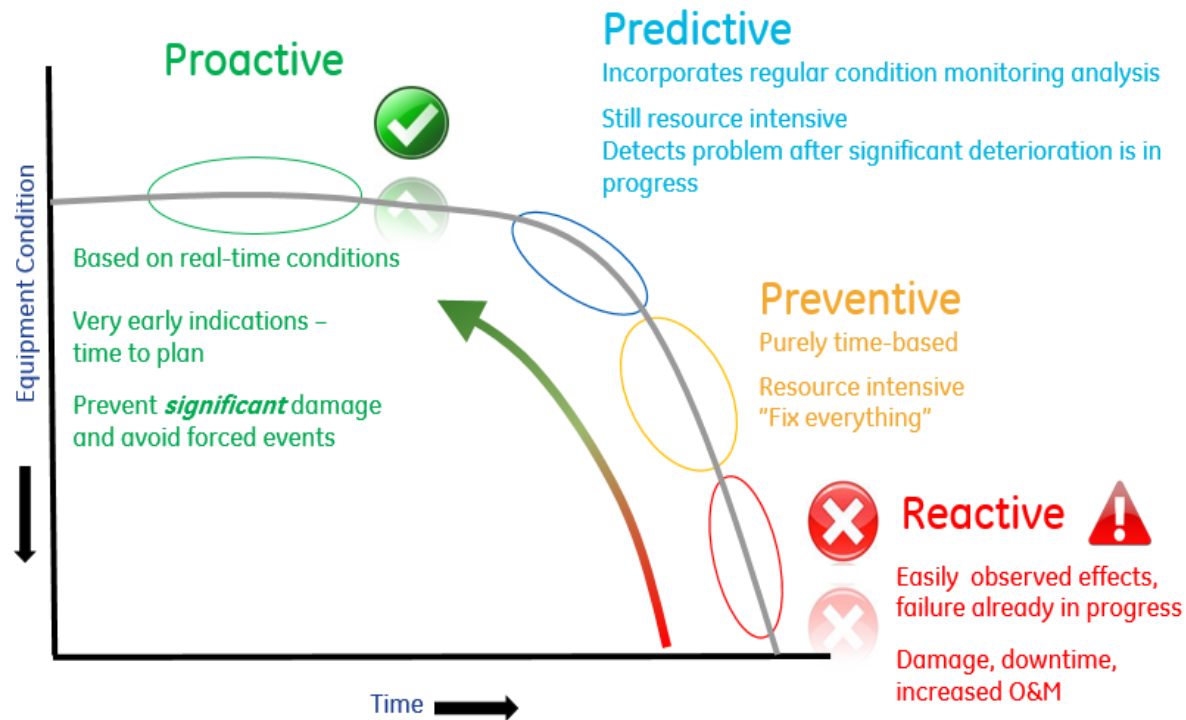 Proactive
Predictive
Incorporates regular condition monitoring analysis
Still resource intensive
Detects problem after significant deterioration is in
progress
Equipment Condition
Based on real-time conditions
Very early indications –
time to plan
Prevent significant damage
and avoid forced events
Preventive
Purely time-based
Resource intensive
"Fix everything"
Reactive
Easily observed effects,
failure already in progress
Damage, downtime,
increased O&M
Time